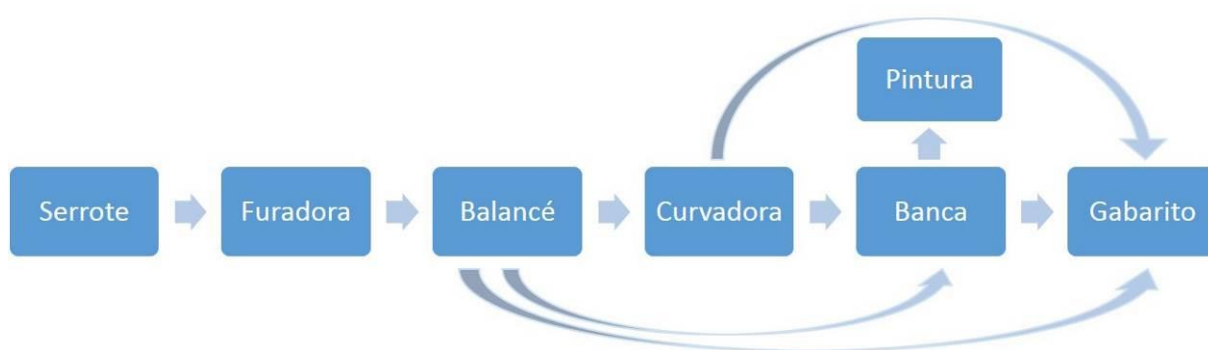 Pintura
Serrote
Furadora
Balancé
Curvadora
Banca
Gabarito